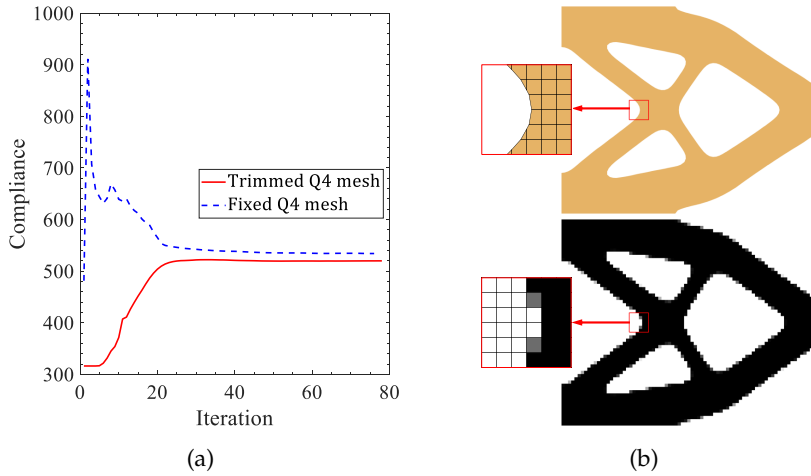 1000
900
800
700
600
500
400
300
Compliance
Trimmed Q4 mesh
Fixed Q4 mesh
0 20 40 60 80
Iteration
(a) (b)